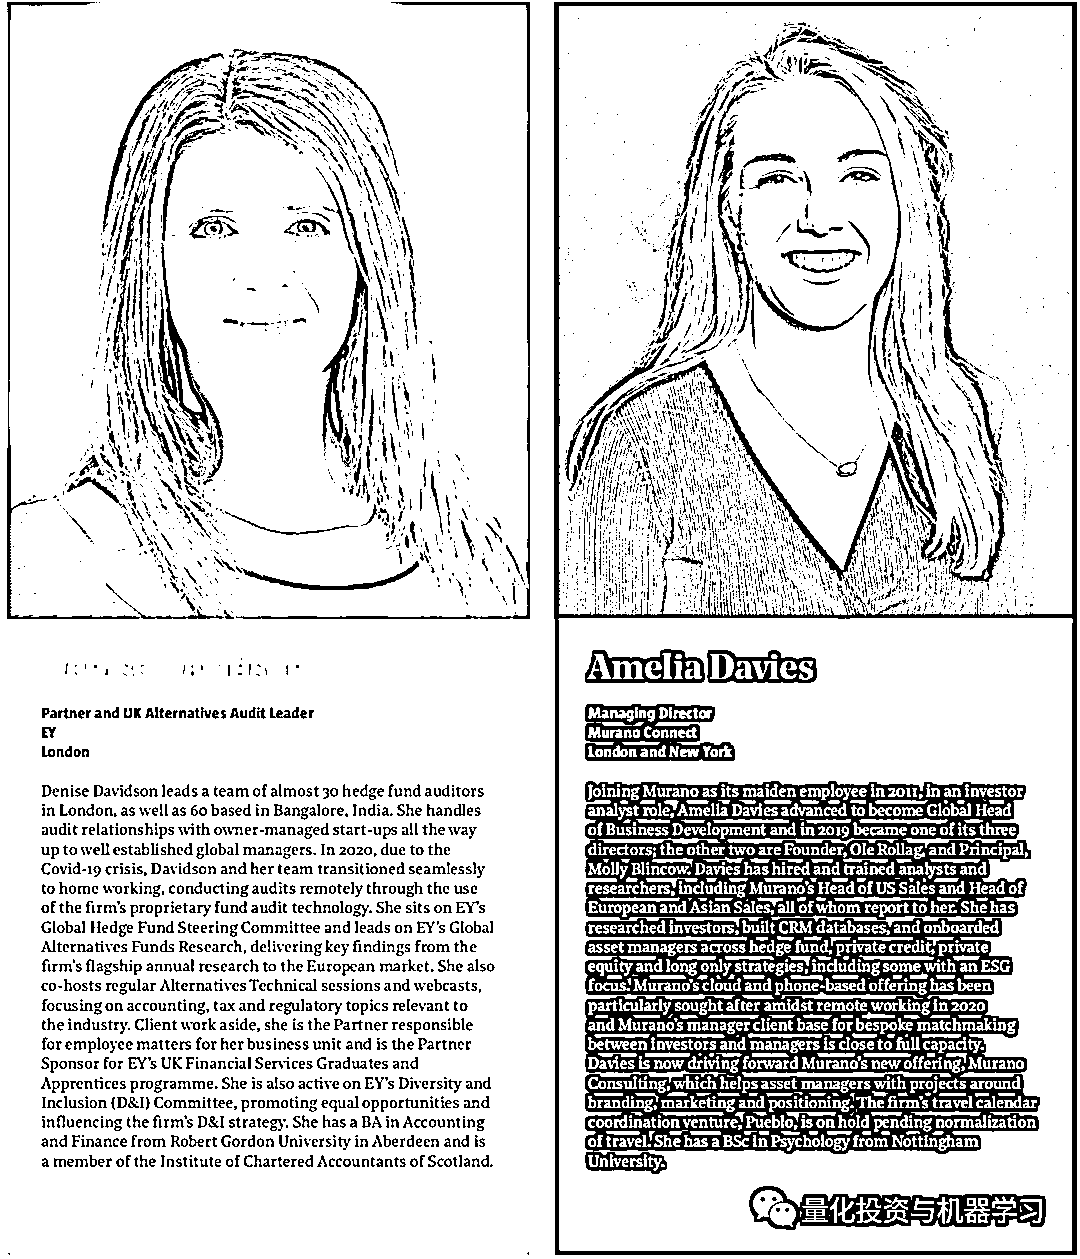 Partner and UK Alternatives Audit Leader
EY
London
Denise Davidson leads a team of almost 30 hedge fund auditors
in London, as well as 60 based in Bangalore, India. She handles
audit relationships with owner-managed start-ups all the way
up to well established global managers. In 2020, due to the
Covid-19 crisis, Davidson and her team transitioned seamlessly
to home working, conducting audits remotely through the use
of the firm's proprietary fund audit technology. She sits on EY's
Global Hedge Fund Steering Committee and leads on EY's Global
Alternatives Funds Research, delivering key findings from the
firm's flagship annual research to the European market. She also
co-hosts regular Alternatives Technical sessions and webcasts,
focusing on accounting, tax and regulatory topics relevant to
the industry. Client work aside, she is the Partner responsible
for employee matters for her business unit and is the Partner
Sponsor for EY's UK Financial Services Graduates and
Apprentices programme. She is also active on EY's Diversity and
Inclusion (D&I) Committee, promoting equal opportunities and
influencing the firm's D&I strategy. She has a BA in Accounting
and Finance from Robert Gordon University in Aberdeen and is
a member of the Institute of Chartered Accountants of Scotland.
Amelia Davies
Managing Director
Murano Connect
London and New York
Joining Murano as its maiden employee in 2011, in an investor
analyst role, Amelia Davies advanced to become Global Head
of Business Development and in 2019 became one of its three
directors; the other two are Founder, Ole Rollag, and Principal,
Molly Blincow. Davies has hired and trained analysts and
researchers, including Murano's Head of US Sales and Head of
European and Asian Sales, all of whom report to her. She has
researched investors, built CRM databases, and onboarded
asset managers across hedge fund, private credit, private
equity and long only strategies, including some with an ESG
focus. Murano's cloud and phone-based offering has been
particularly sought after amidst remote working in 2020
and Murano's manager client base for bespoke matchmaking
between investors and managers is close to full capacity.
Davies is now driving forward Murano's new offering, Murano
Consulting, which helps asset managers with projects around
branding, marketing and positioning. The firm's travel calendar
coordination venture, Pueblo, is on hold pending normalization
of travel. She has a BSc in Psychology from Nottingham
University.
量化投资与机器学习